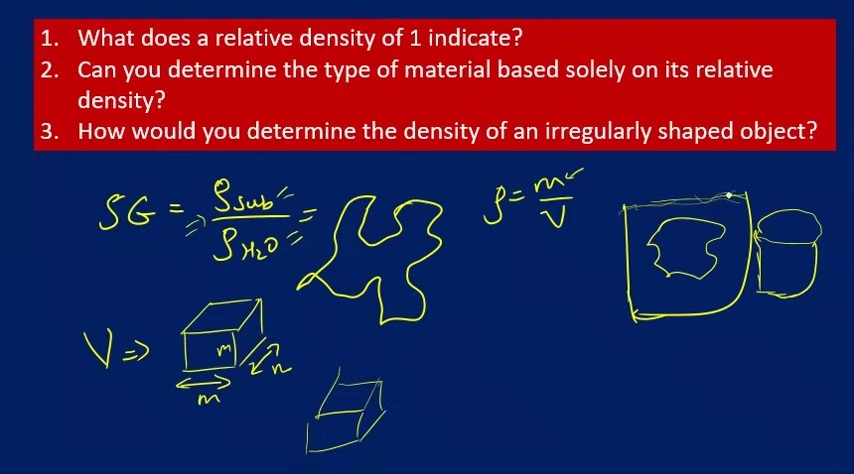 1. What does a relative density of 1 indicate?
2. Can you determine the type of material based solely on its relative
density?
3. How would you determine the density of an irregularly shaped object?
SG = ρsub / ρH₂O =
ρ = m / V
V ⇒
m
n
m